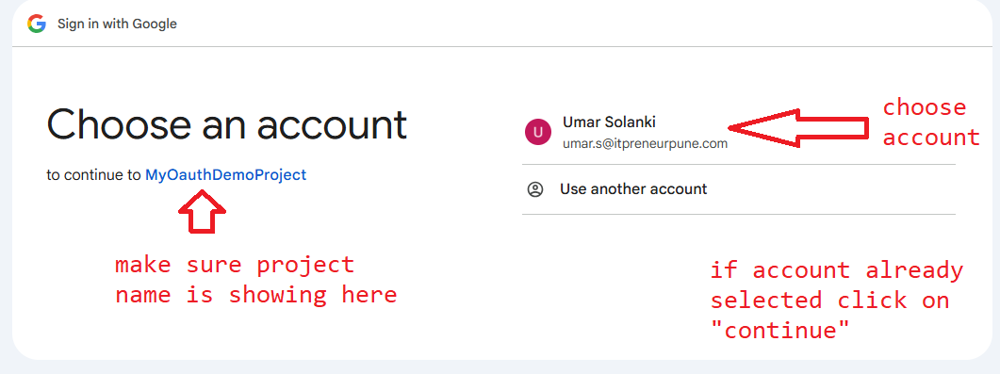 Sign in with Google
Choose an account
to continue to MyOauthDemoProject
make sure project
name is showing here
U
Umar Solanki
umar.s@itpreneurpune.com
choose
account
Use another account
if account already
selected click on
"continue"